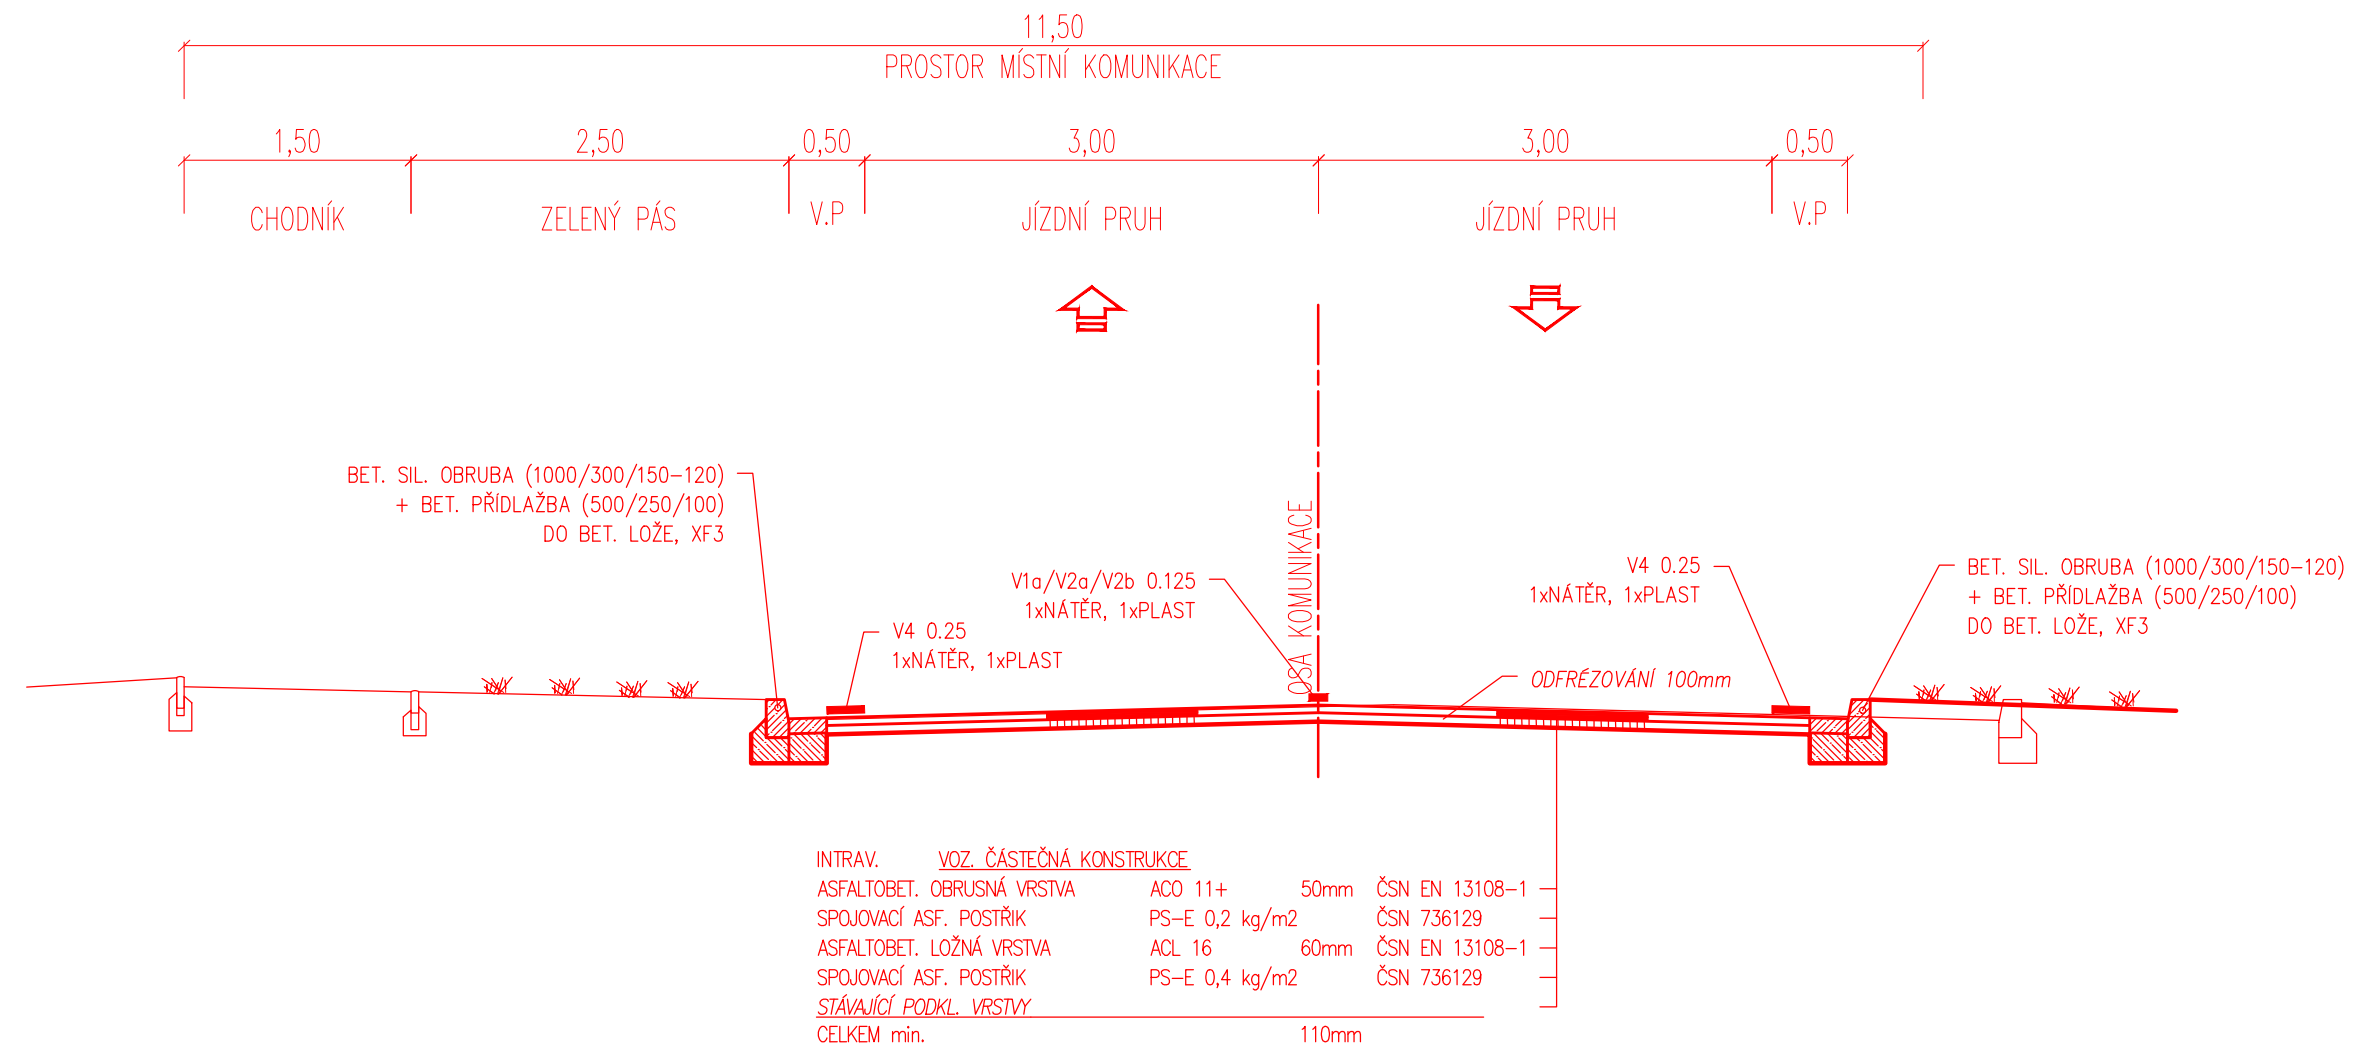 11,50
PROSTOR MÍSTNÍ KOMUNIKACE
1,50 2,50 0,50 3,00 3,00 0,50
CHODNÍK ZELENÝ PÁS V.P JÍZDNÍ PRUH JÍZDNÍ PRUH V.P
BET. SIL. OBRUBA (1000/300/150-120)
+ BET. PŘÍDLAŽBA (500/250/100)
DO BET. LOŽE, XF3
V4 0.25
1xNÁTĚR, 1xPLAST
V1a/V2a/V2b 0.125
1xNÁTĚR, 1xPLAST
OSA KOMUNIKACE
V4 0.25
1xNÁTĚR, 1xPLAST
ODFRÉZOVÁNÍ 100mm
BET. SIL. OBRUBA (1000/300/150-120)
+ BET. PŘÍDLAŽBA (500/250/100)
DO BET. LOŽE, XF3
INTRAV. VOZ. ČÁSTEČNÁ KONSTRUKCE
ASFALTOBET. OBRUSNÁ VRSTVA ACO 11+ 50mm ČSN EN 13108-1
SPOJOVACÍ ASF. POSTŘIK PS-E 0,2 kg/m2 ČSN 736129
ASFALTOBET. LOŽNÁ VRSTVA ACL 16 60mm ČSN EN 13108-1
SPOJOVACÍ ASF. POSTŘIK PS-E 0,4 kg/m2 ČSN 736129
STÁVAJÍCÍ PODKL. VRSTVY
CELKEM min. 110mm